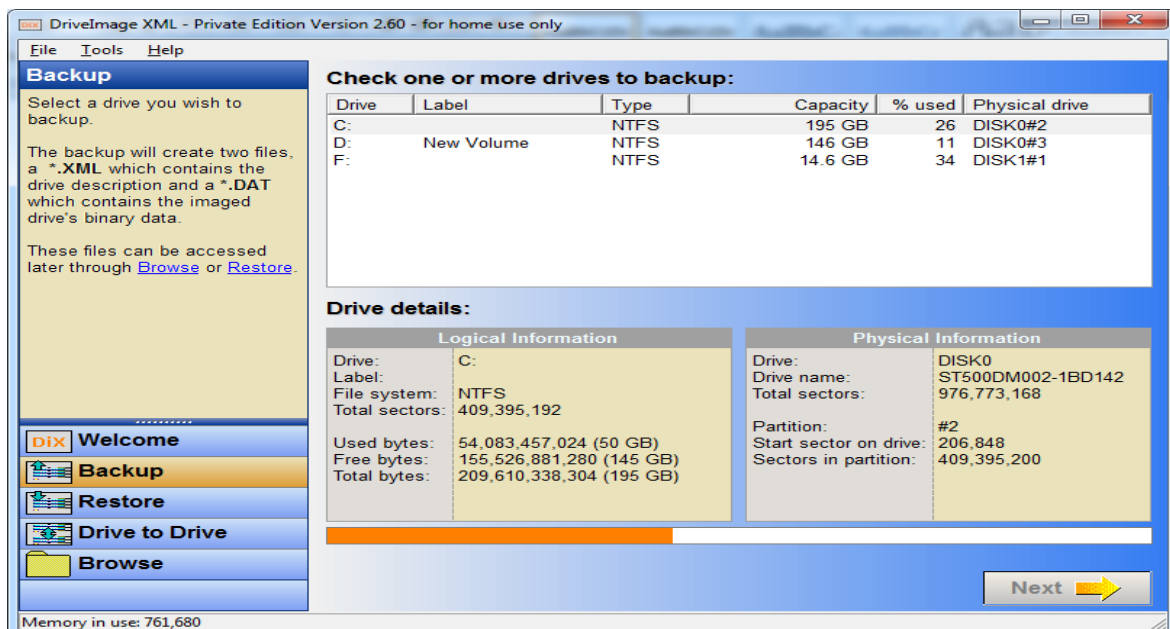 DiX DriveImage XML - Private Edition Version 2.60 - for home use only
File Tools Help
Backup
Select a drive you wish to
backup.
The backup will create two files,
a *.XML which contains the
drive description and a *.DAT
which contains the imaged
drive's binary data.
These files can be accessed
later through Browse or Restore.
DiX Welcome
Backup
Restore
Drive to Drive
Browse
Check one or more drives to backup:
Drive Label Type Capacity % used Physical drive
C: NTFS 195 GB 26 DISK0#2
D: New Volume NTFS 146 GB 11 DISK0#3
F: NTFS 14.6 GB 34 DISK1#1
Drive details:
Logical Information
Drive: C:
Label:
File system: NTFS
Total sectors: 409,395,192
Used bytes: 54,083,457,024 (50 GB)
Free bytes: 155,526,881,280 (145 GB)
Total bytes: 209,610,338,304 (195 GB)
Physical Information
Drive: DISK0
Drive name: ST500DM002-1BD142
Total sectors: 976,773,168
Partition: #2
Start sector on drive: 206,848
Sectors in partition: 409,395,200
Next
Memory in use: 761,680